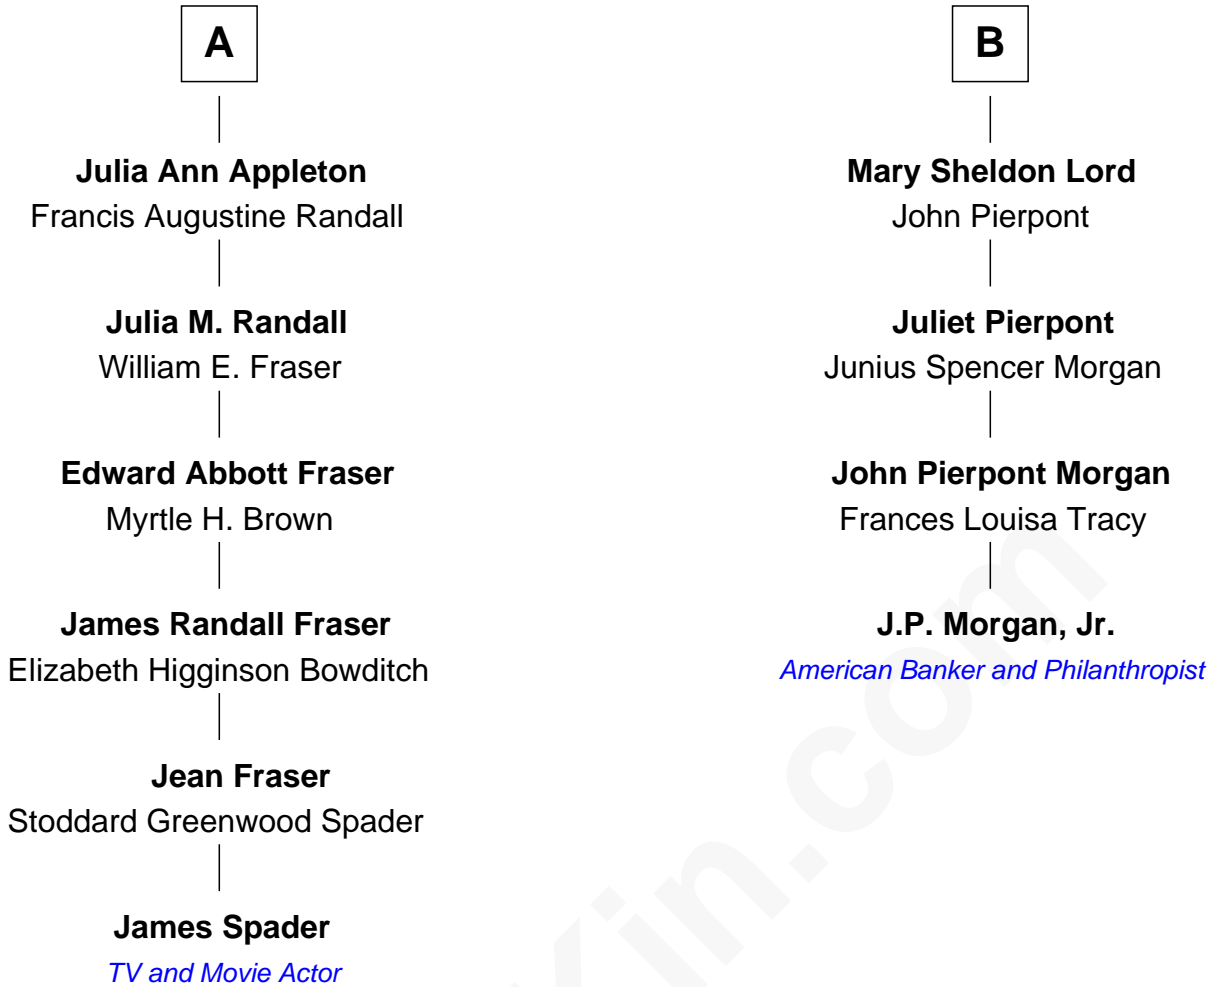 A
Julia Ann Appleton
Francis Augustine Randall
Julia M. Randall
William E. Fraser
Edward Abbott Fraser
Myrtle H. Brown
James Randall Fraser
Elizabeth Higginson Bowditch
Jean Fraser
Stoddard Greenwood Spader
James Spader
TV and Movie Actor
B
Mary Sheldon Lord
John Pierpont
Juliet Pierpont
Junius Spencer Morgan
John Pierpont Morgan
Frances Louisa Tracy
J.P. Morgan, Jr.
American Banker and Philanthropist
Kin.com